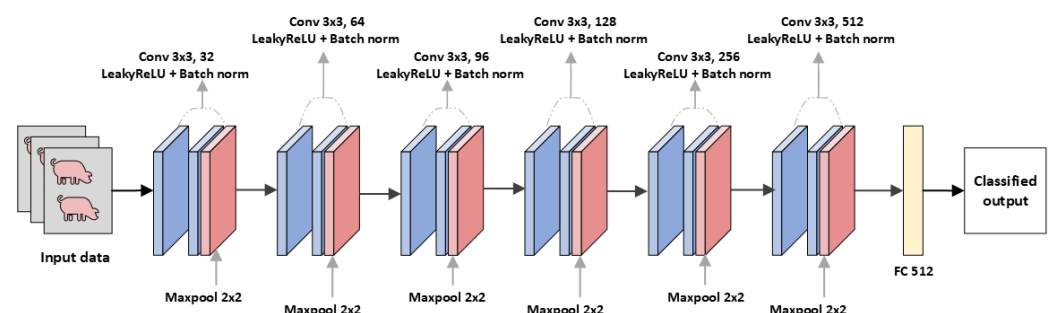 Conv 3x3, 32
LeakyReLU + Batch norm
Conv 3x3, 64
LeakyReLU + Batch norm
Conv 3x3, 96
LeakyReLU + Batch norm
Conv 3x3, 128
LeakyReLU + Batch norm
Conv 3x3, 256
LeakyReLU + Batch norm
Conv 3x3, 512
LeakyReLU + Batch norm
Input data
Classified
output
FC 512
Maxpool 2x2
Maxpool 2x2
Maxpool 2x2
Maxpool 2x2
Maxpool 2x2
Maxpool 2x2